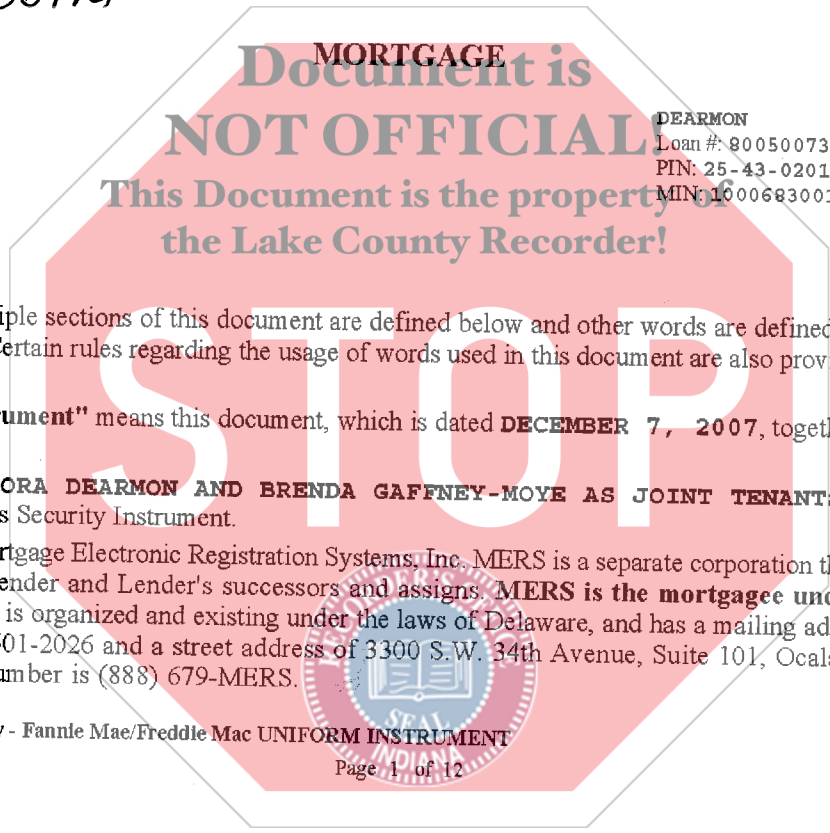 MORTGAGE
Document is
NOT OFFICIAL!
This Document is the property of
the Lake County Recorder!
DEARMON
Loan #: 80050073
PIN: 25-43-0201
MIN: 1000683001
iple sections of this document are defined below and other words are defined
Certain rules regarding the usage of words used in this document are also prov
rument" means this document, which is dated DECEMBER 7, 2007, togeth
ORA DEARMON AND BRENDA GAFFNEY-MOYE AS JOINT TENANTS
s Security Instrument.
rtgage Electronic Registration Systems, Inc. MERS is a separate corporation th
ender and Lender's successors and assigns. MERS is the mortgagee und
is organized and existing under the laws of Delaware, and has a mailing ad
501-2026 and a street address of 3300 S.W. 34th Avenue, Suite 101, Ocala
umber is (888) 679-MERS.
y - Fannie Mae/Freddie Mac UNIFORM INSTRUMENT
Page 1 of 12
STOP
SEAL
INDIANA